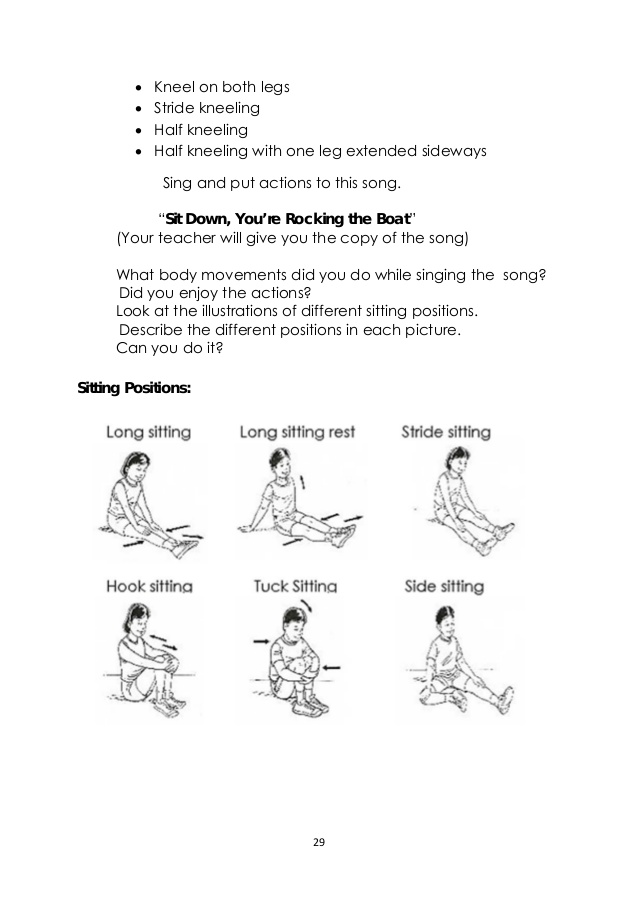 • Kneel on both legs
• Stride kneeling
• Half kneeling
• Half kneeling with one leg extended sideways
Sing and put actions to this song.
“Sit Down, You’re Rocking the Boat”
(Your teacher will give you the copy of the song)
What body movements did you do while singing the song?
Did you enjoy the actions?
Look at the illustrations of different sitting positions.
Describe the different positions in each picture.
Can you do it?
Sitting Positions:
Long sitting Long sitting rest Stride sitting
Hook sitting Tuck Sitting Side sitting
29